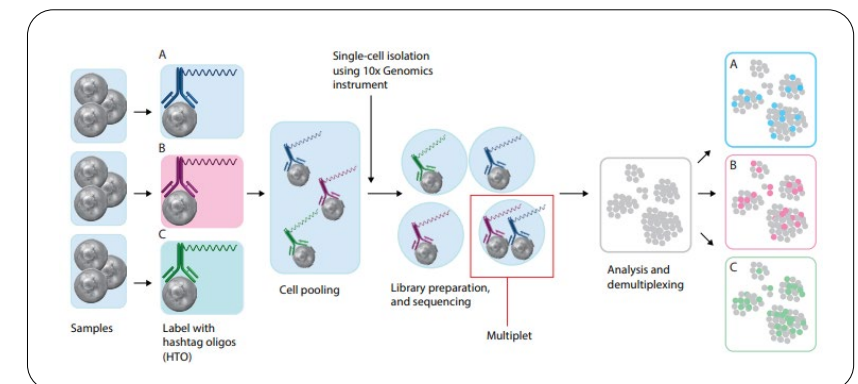 A
B
C
Samples
Label with
hashtag oligos
(HTO)
Cell pooling
Single-cell isolation
using 10x Genomics
instrument
Library preparation,
and sequencing
Multiplet
Analysis and
demultiplexing
A
B
C